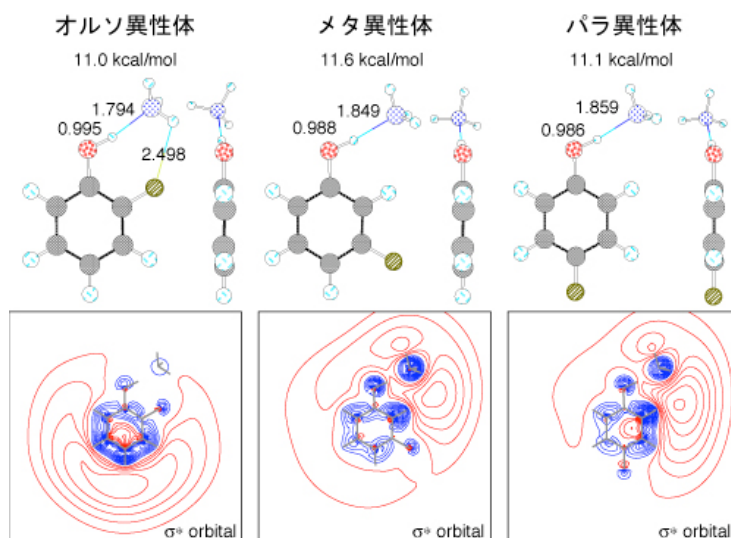 オルソ異性体
メタ異性体
パラ異性体
11.0 kcal/mol
11.6 kcal/mol
11.1 kcal/mol
1.794
0.995
2.498
1.849
0.988
1.859
0.986
σ* orbital
σ* orbital
σ* orbital